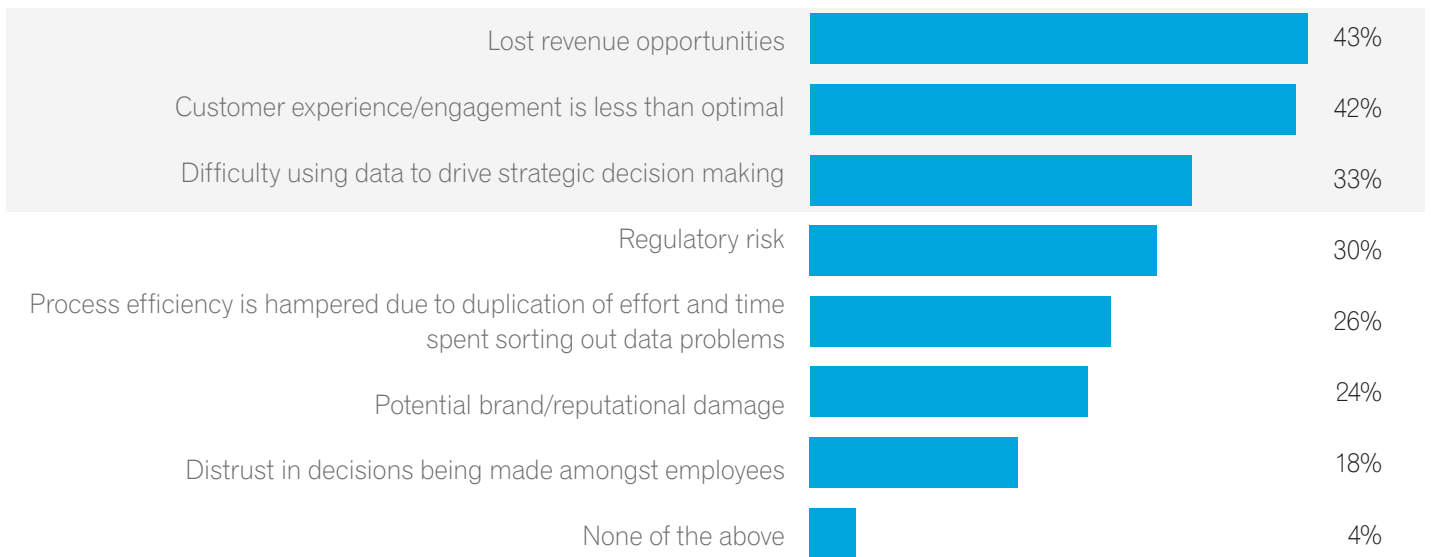 Lost revenue opportunities 43%
Customer experience/engagement is less than optimal 42%
Difficulty using data to drive strategic decision making 33%
Regulatory risk 30%
Process efficiency is hampered due to duplication of effort and time
spent sorting out data problems 26%
Potential brand/reputational damage 24%
Distrust in decisions being made amongst employees 18%
None of the above 4%